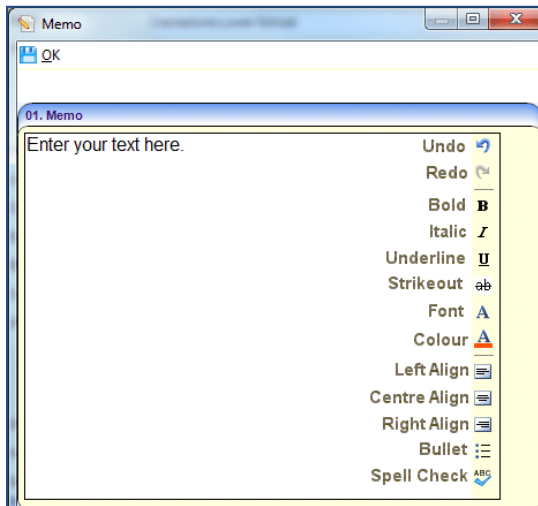 Memo
OK
01. Memo
Enter your text here.
Undo
Redo
Bold B
Italic I
Underline U
Strikeout ab
Font A
Colour A
Left Align
Centre Align
Right Align
Bullet
Spell Check ABC